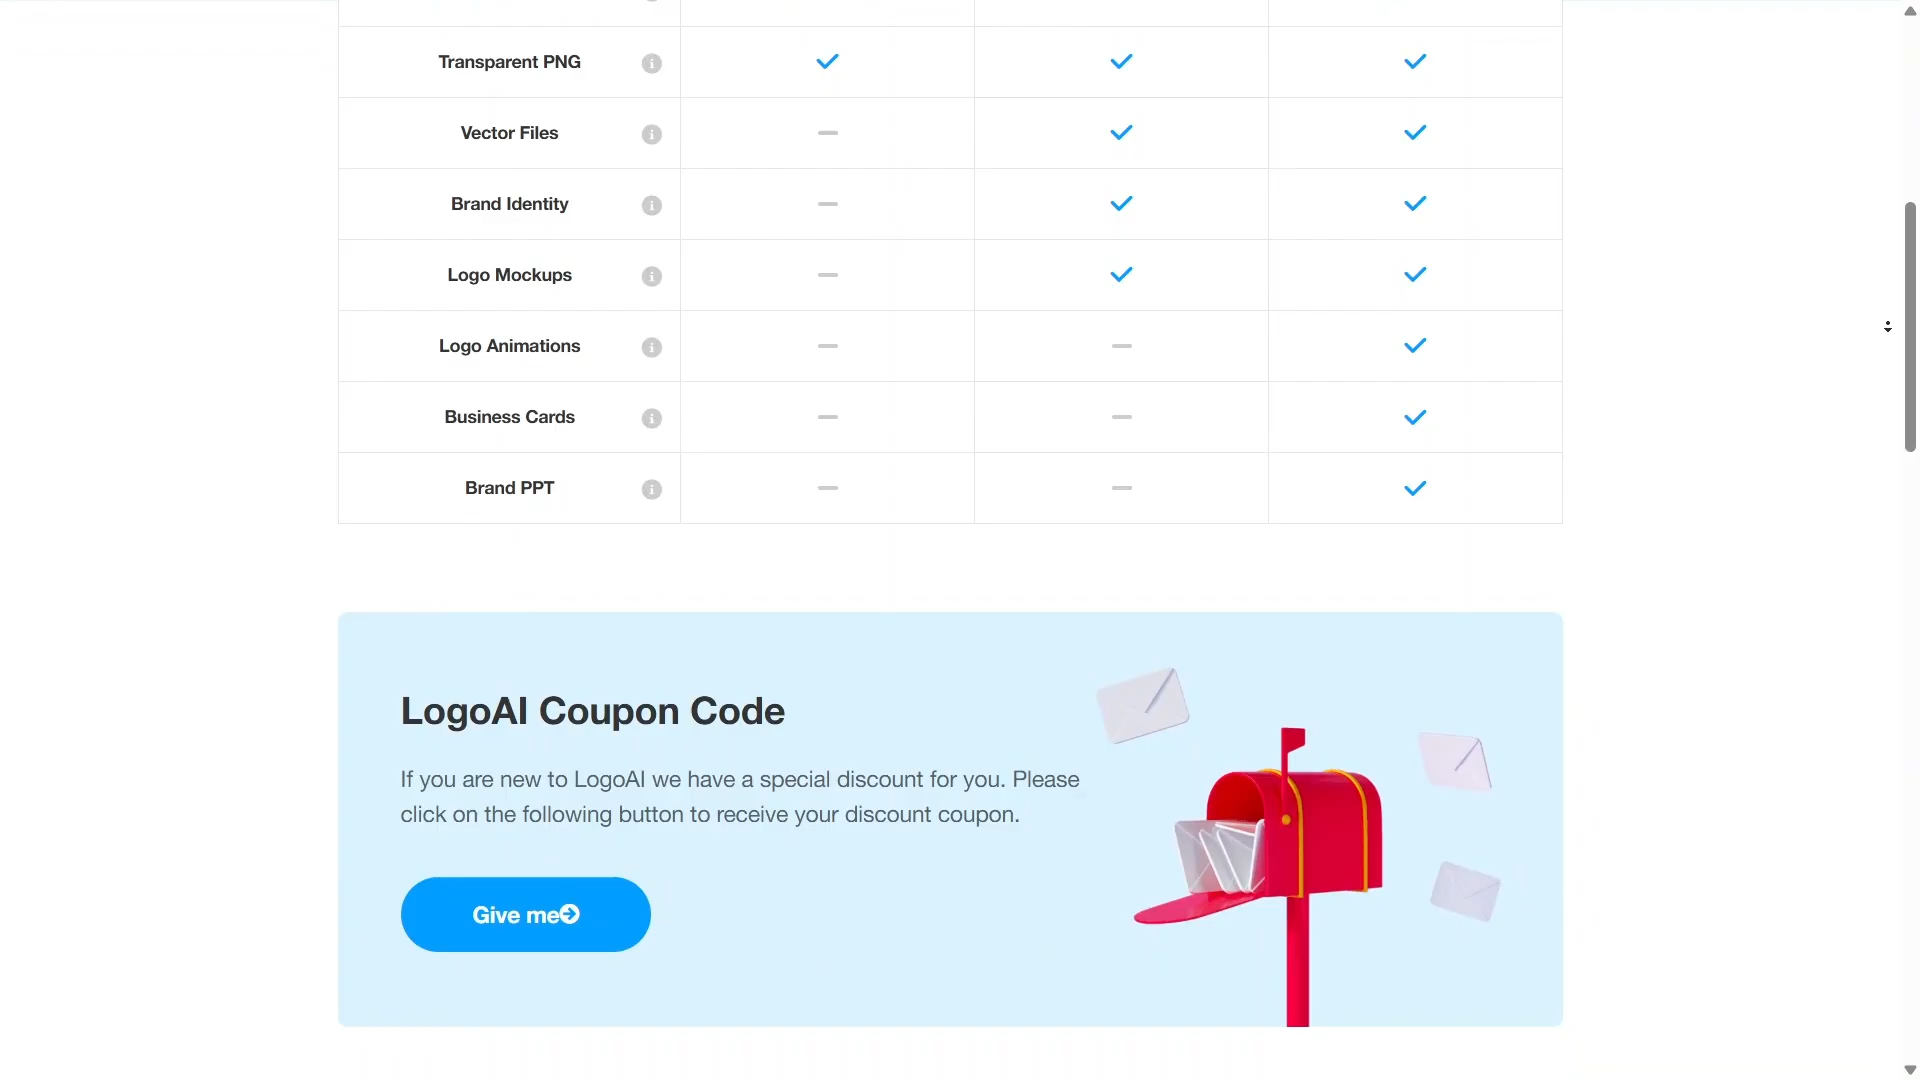 Transparent PNG
Vector Files
Brand Identity
Logo Mockups
Logo Animations
Business Cards
Brand PPT
LogoAI Coupon Code
If you are new to LogoAI we have a special discount for you. Please
click on the following button to receive your discount coupon.
Give me